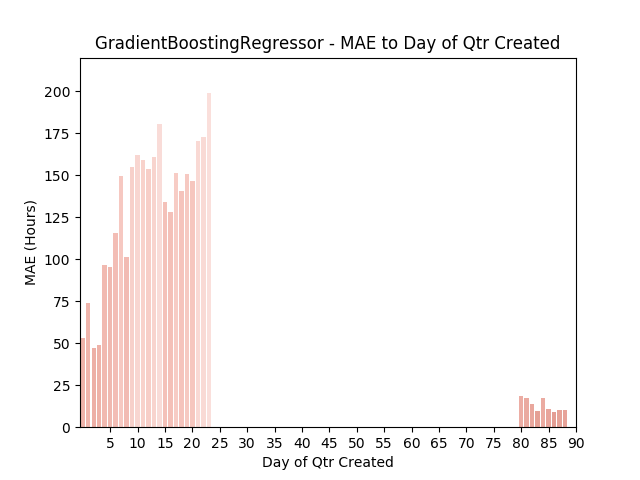 GradientBoostingRegressor - MAE to Day of Qtr Created
200
175
150
125
100
75
50
25
0
MAE (Hours)
5 10 15 20 25 30 35 40 45 50 55 60 65 70 75 80 85 90
Day of Qtr Created